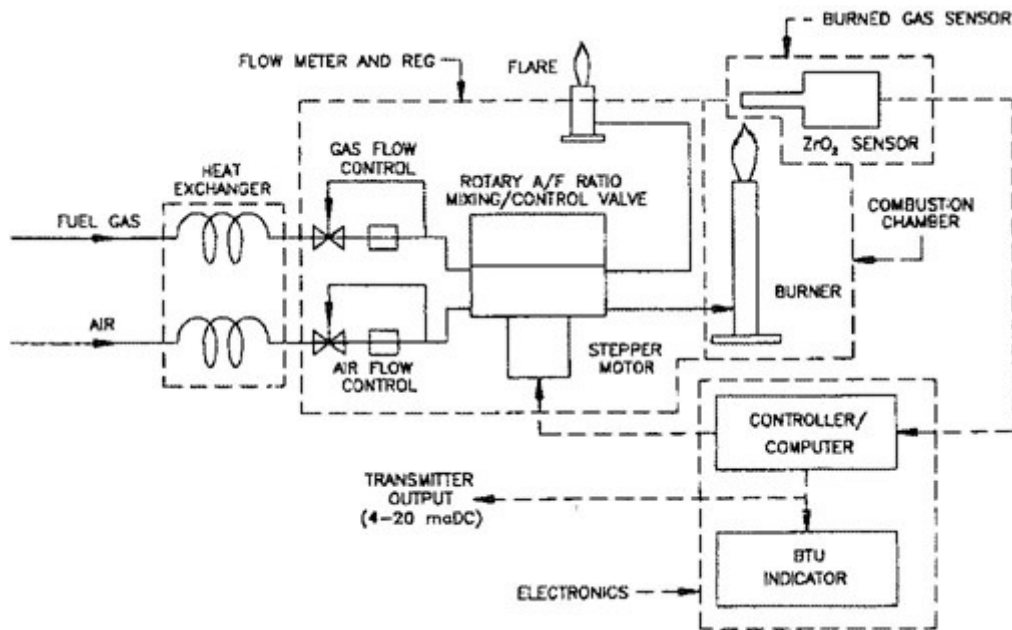 BURNED GAS SENSOR
FLOW METER AND REG
FLARE
ZrO₂ SENSOR
GAS FLOW
CONTROL
HEAT
EXCHANGER
ROTARY A/F RATIO
MIXING/CONTROL VALVE
FUEL GAS
COMBUSTION
CHAMBER
BURNER
AIR
AIR FLOW
CONTROL
STEPPER
MOTOR
CONTROLLER/
COMPUTER
TRANSMITTER
OUTPUT
(4-20 maDC)
BTU
INDICATOR
ELECTRONICS